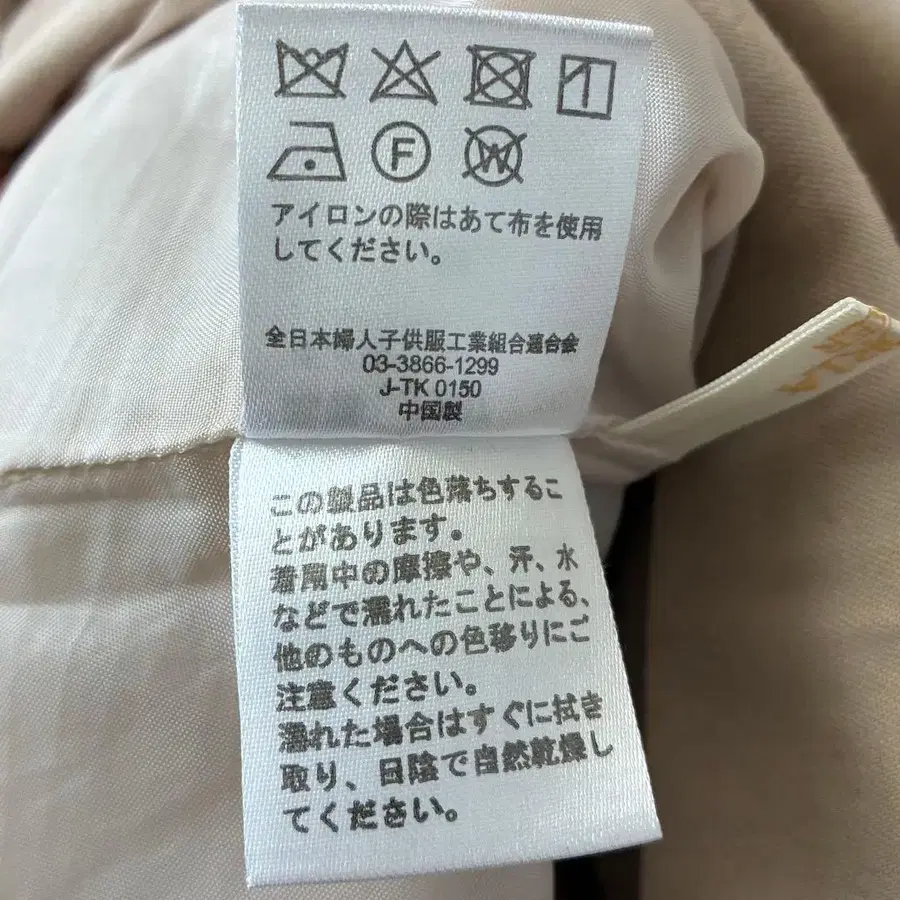 F
W
アイロンの際はあて布を使用
してください。
全日本婦人子供服工業組合連合会
03-3866-1299
J-TK 0150
中国製
この製品は色落ちするこ
とがあります。
着用中の摩擦や、汗、水
などで濡れたことによる、
他のものへの色移りにご
注意ください。
濡れた場合はすぐに拭き
取り、日陰で自然乾燥し
てください。